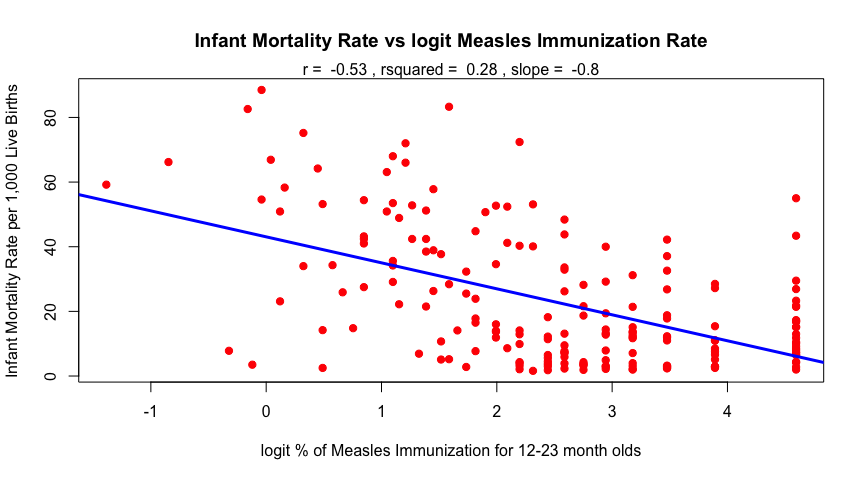 Infant Mortality Rate vs logit Measles Immunization Rate
r =  -0.53 , rsquared =  0.28 , slope =  -0.8
Infant Mortality Rate per 1,000 Live Births
80
60
40
20
0
-1 0 1 2 3 4
logit % of Measles Immunization for 12-23 month olds